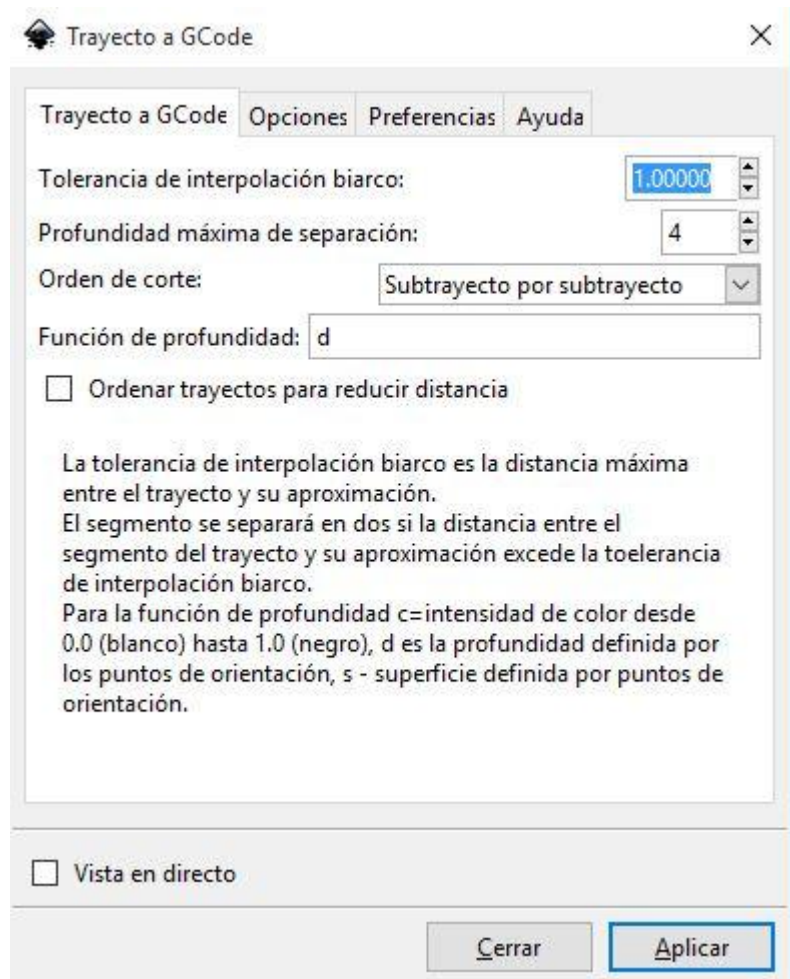 Trayecto a GCode
Trayecto a GCode Opciones Preferencias Ayuda
Tolerancia de interpolación biarco: 1.00000
Profundidad máxima de separación: 4
Orden de corte: Subtrayecto por subtrayecto
Función de profundidad: d
Ordenar trayectos para reducir distancia
La tolerancia de interpolación biarco es la distancia máxima
entre el trayecto y su aproximación.
El segmento se separará en dos si la distancia entre el
segmento del trayecto y su aproximación excede la toelerancia
de interpolación biarco.
Para la función de profundidad c=intensidad de color desde
0.0 (blanco) hasta 1.0 (negro), d es la profundidad definida por
los puntos de orientación, s - superficie definida por puntos de
orientación.
Vista en directo
Cerrar Aplicar